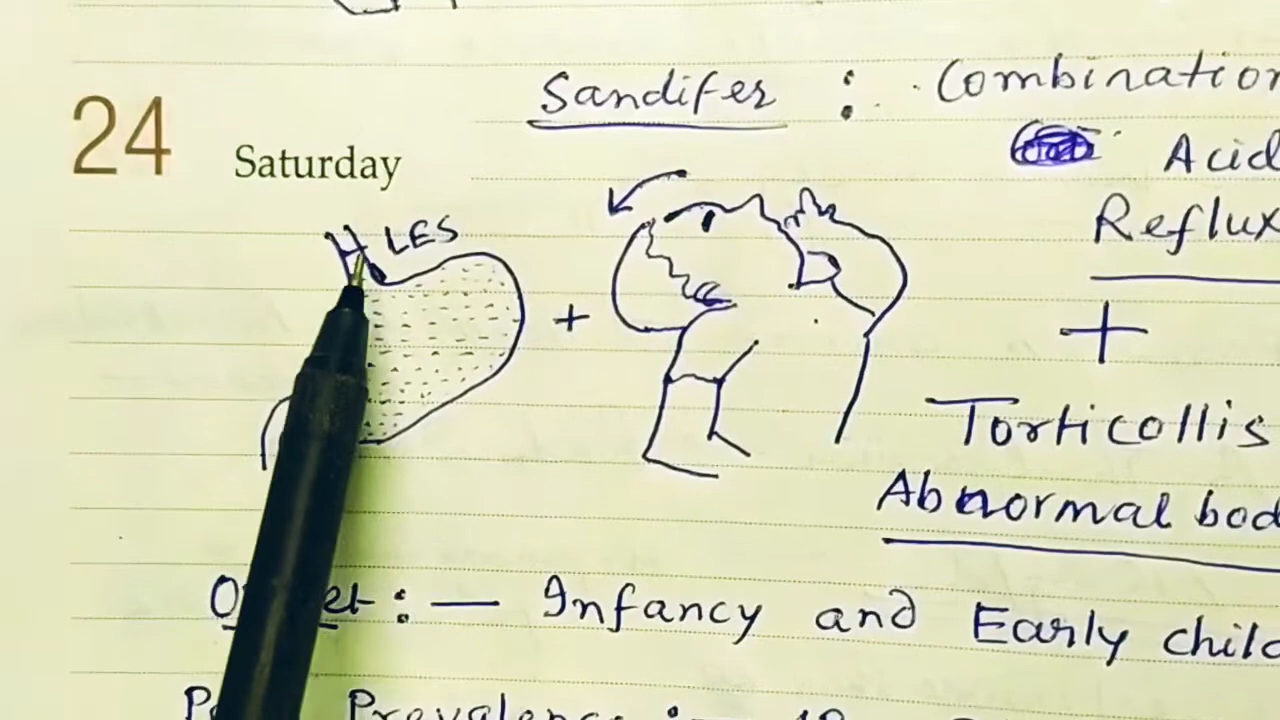 Sandifer : Combination
24 Saturday
Acid
Reflux
LES
+
+
Torticollis
Abnormal bod
: — Infancy and Early child
Prevalence :—